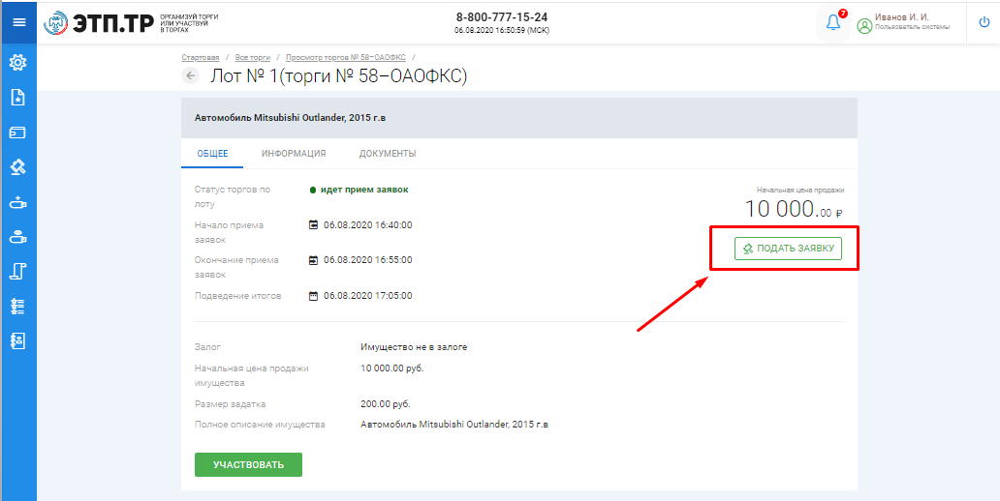 ЭТП.ТР
ОРГАНИЗУЙ ТОРГИ
ИЛИ УЧАСТВУЙ
В ТОРГАХ
8-800-777-15-24
06.08.2020 16:50:59 (МСК)
7
Иванов И. И.
Пользователь системы
Стартовая / Все торги / Просмотр торгов № 58-ОАОФКС /
Лот № 1(торги № 58-ОАОФКС)
Автомобиль Mitsubishi Outlander, 2015 г.в
ОБЩЕЕ ИНФОРМАЦИЯ ДОКУМЕНТЫ
Статус торгов по
лоту
идет прием заявок
Начало приема
заявок
06.08.2020 16:40:00
Окончание приема
заявок
06.08.2020 16:55:00
Подведение итогов
06.08.2020 17:05:00
Начальная цена продажи
10 000.00 ₽
ПОДАТЬ ЗАЯВКУ
Залог
Имущество не в залоге
Начальная цена продажи
имущества
10 000.00 руб.
Размер задатка
200.00 руб.
Полное описание имущества
Автомобиль Mitsubishi Outlander, 2015 г.в
УЧАСТВОВАТЬ